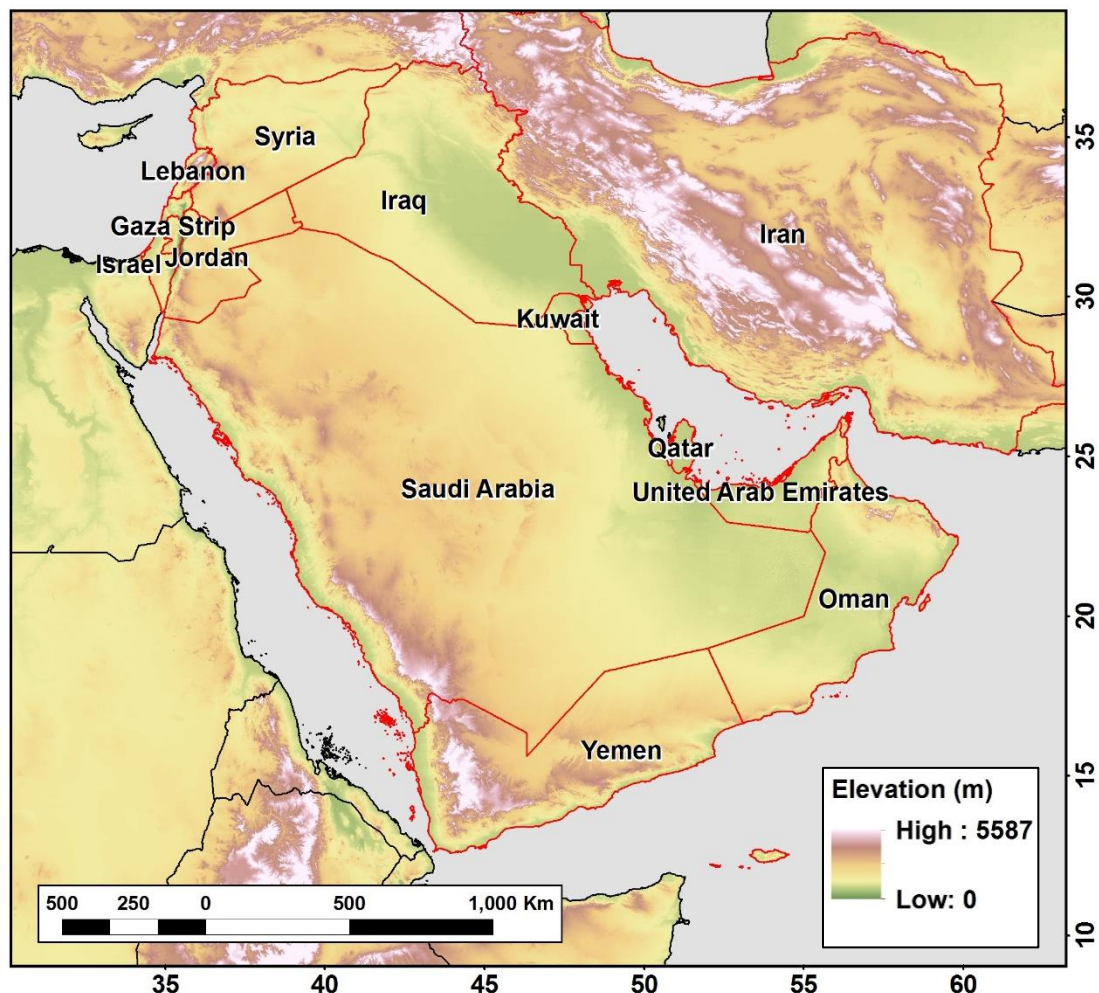 Syria
Lebanon
Iraq
Gaza Strip
Iran
Israel
Jordan
Kuwait
Qatar
Saudi Arabia
United Arab Emirates
Oman
Yemen
Elevation (m)
High : 5587
Low: 0
500 250 0 500 1,000 Km
35
30
25
20
15
10
35 40 45 50 55 60